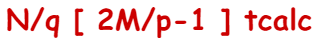 N/q [ 2M/p-1 ] tcalc